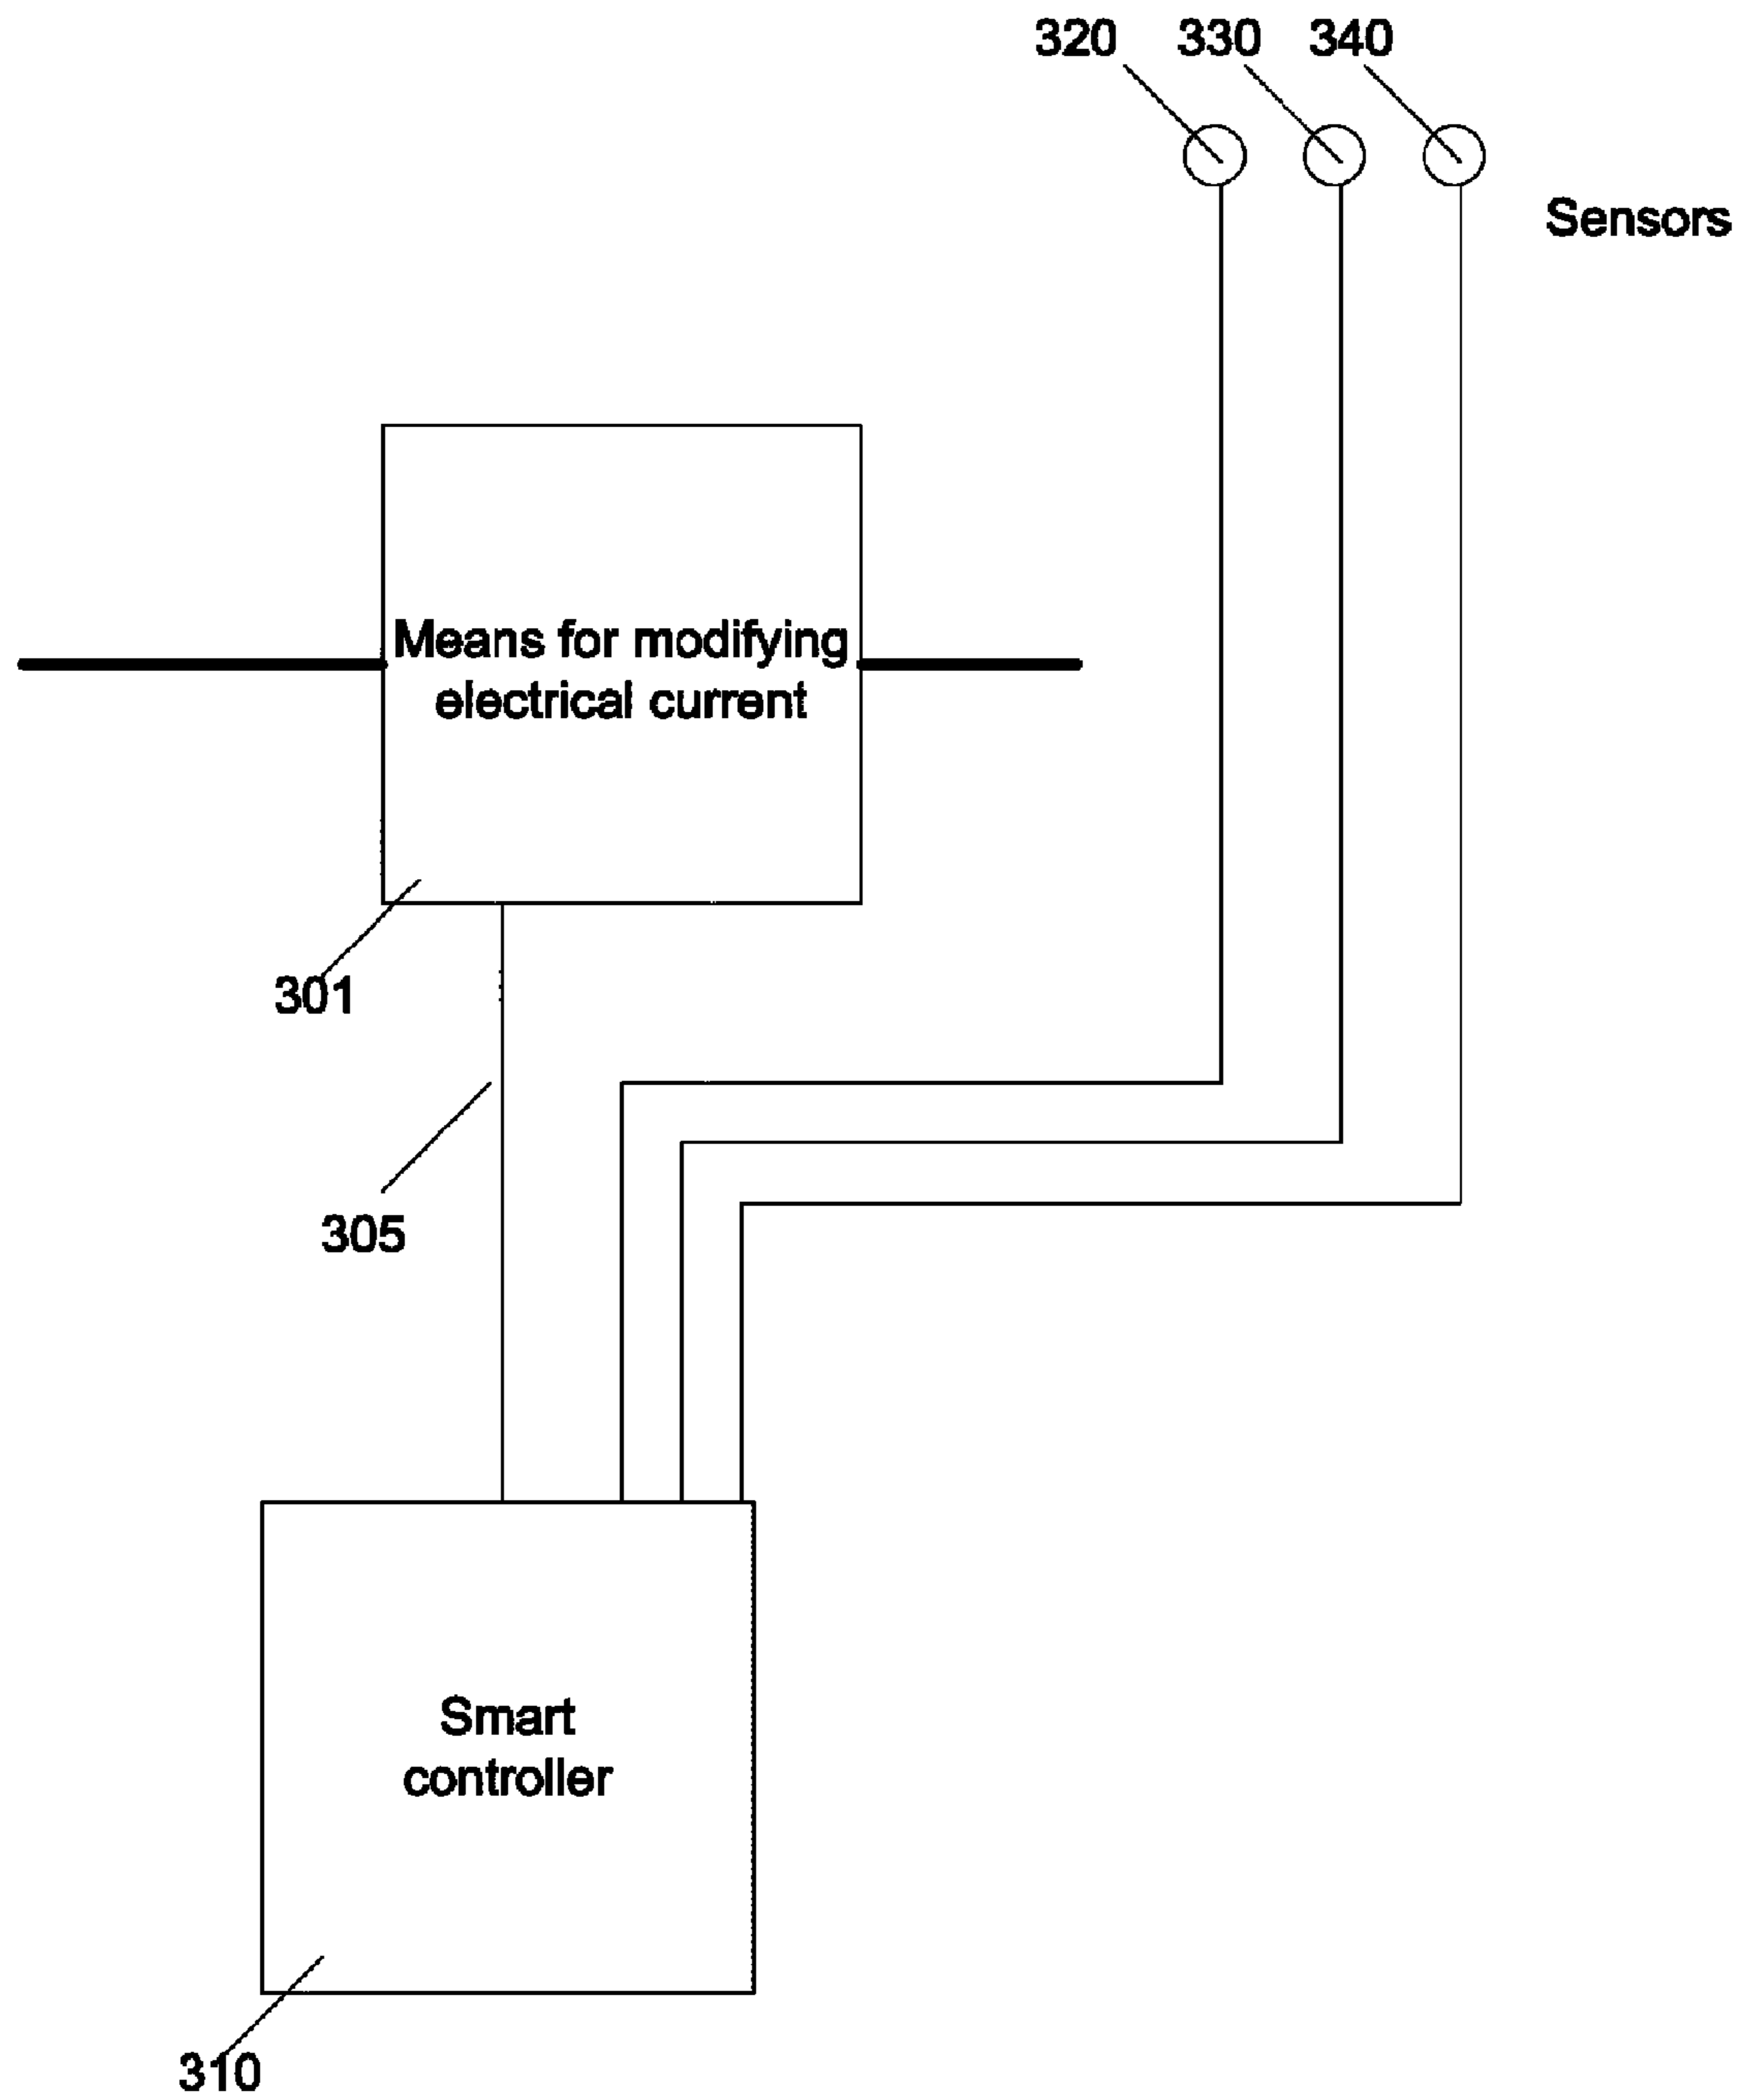 320 330 340
Sensors
Means for modifying
electrical current
301
305
Smart
controller
310